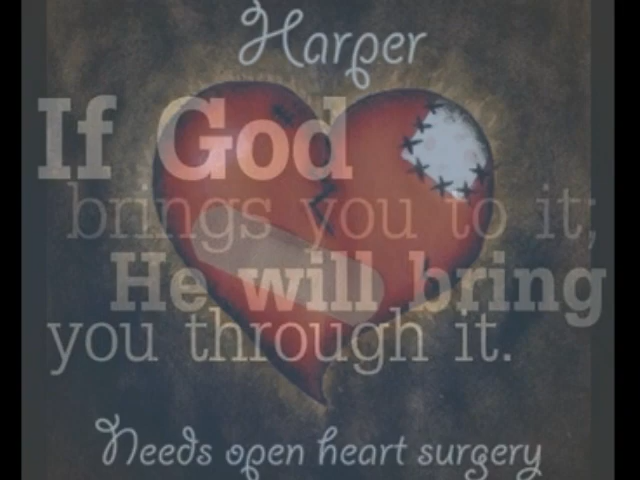 Harper
If God
brings you to it;
He will bring
you through it.
Needs open heart surgery